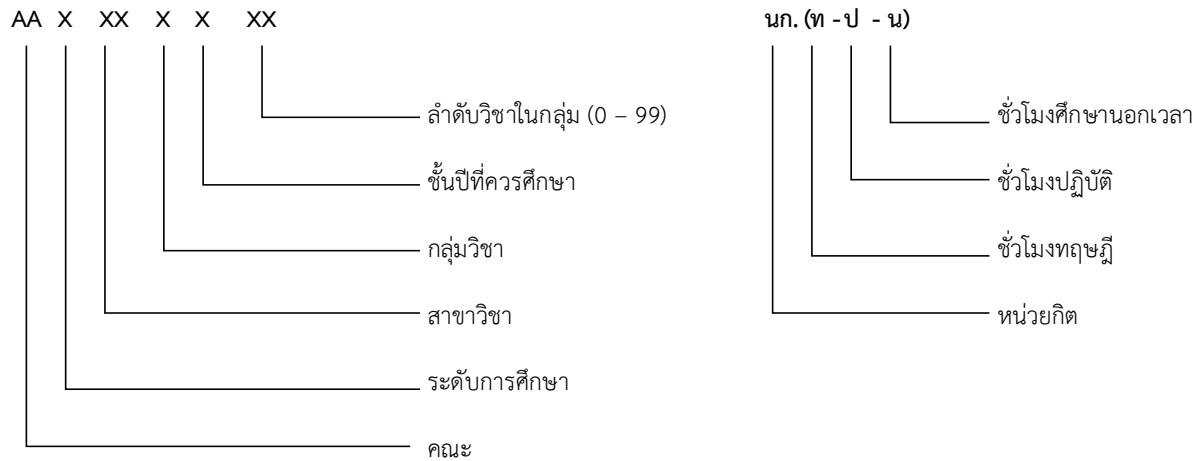 AA X XX X X XX
นก. (ท - ป - น)
ลำดับวิชาในกลุ่ม (0 – 99)
ชั่วโมงศึกษานอกเวลา
ชั้นปีที่ควรศึกษา
ชั่วโมงปฏิบัติ
กลุ่มวิชา
ชั่วโมงทฤษฎี
สาขาวิชา
หน่วยกิต
ระดับการศึกษา
คณะ